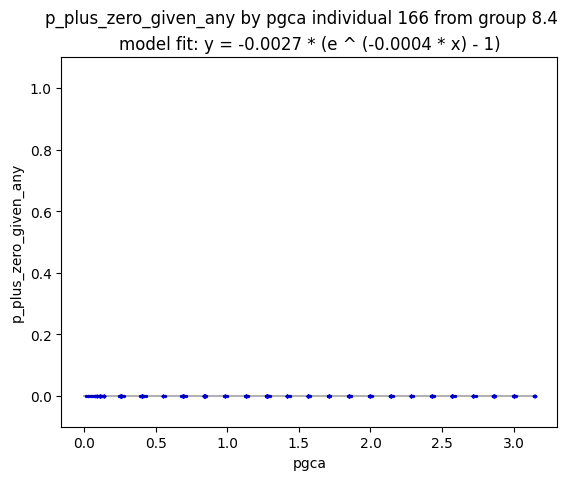 p_plus_zero_given_any by pgca individual 166 from group 8.4
model fit: y = -0.0027 * (e ^ (-0.0004 * x) - 1)
1.0
0.8
0.6
0.4
0.2
0.0
p_plus_zero_given_any
0.0 0.5 1.0 1.5 2.0 2.5 3.0
pgca